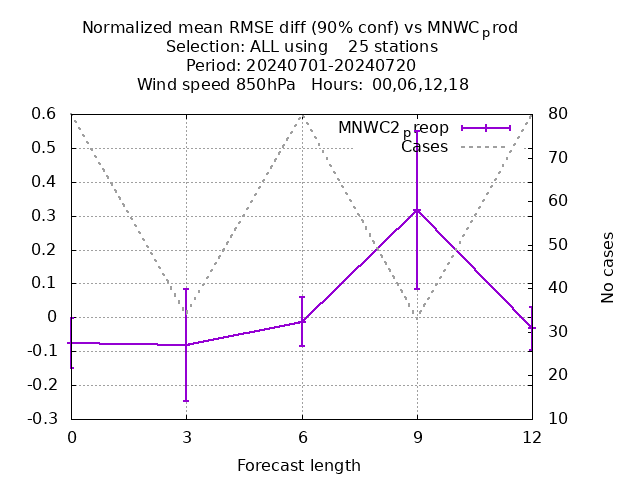 Normalized mean RMSE diff (90% conf) vs MNWCprod
Selection: ALL using    25 stations
Period: 20240701-20240720
Wind speed 850hPa   Hours:  00,06,12,18
MNWC2preop
Cases
0.6
0.5
0.4
0.3
0.2
0.1
0
-0.1
-0.2
-0.3
80
70
60
50
40
30
20
10
No cases
0 3 6 9 12
Forecast length